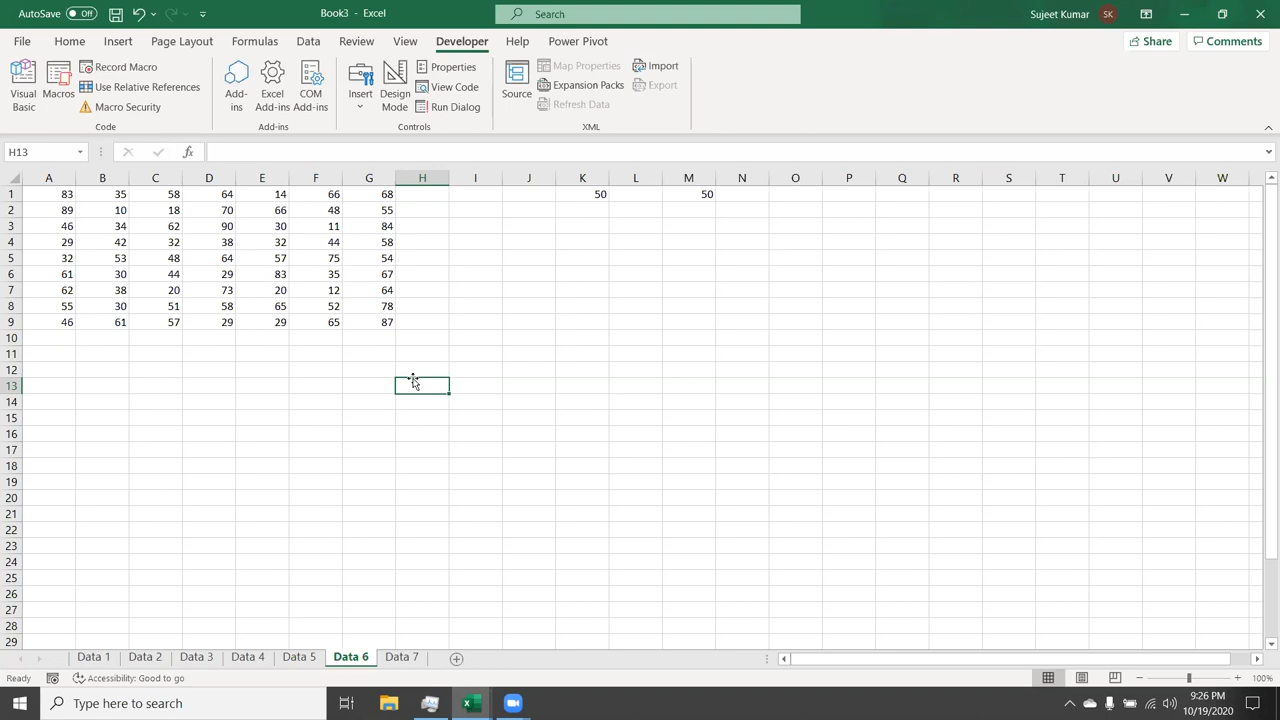 AutoSave Off Book3 - Excel Search Sujeet Kumar SK
File Home Insert Page Layout Formulas Data Review View Developer Help Power Pivot Share Comments
Visual Basic Macros Record Macro Use Relative References Macro Security Code
Add-ins Excel Add-ins COM Add-ins Add-ins
Insert Design Mode Properties View Code Run Dialog Controls
Source Map Properties Expansion Packs Refresh Data Import Export XML
H13 fx
A B C D E F G H I J K L M N O P Q R S T U V W
1 83 35 58 64 14 66 68 50 50
2 89 10 18 70 66 48 55
3 46 34 62 90 30 11 84
4 29 42 32 38 32 44 58
5 32 53 48 64 57 75 54
6 61 30 44 29 83 35 67
7 62 38 20 73 20 12 64
8 55 30 51 58 65 52 78
9 46 61 57 29 29 65 87
10
11
12
13
14
15
16
17
18
19
20
21
22
23
24
25
26
27
28
29
Data 1 Data 2 Data 3 Data 4 Data 5 Data 6 Data 7
Ready Accessibility: Good to go 100%
Type here to search 9:26 PM
10/19/2020